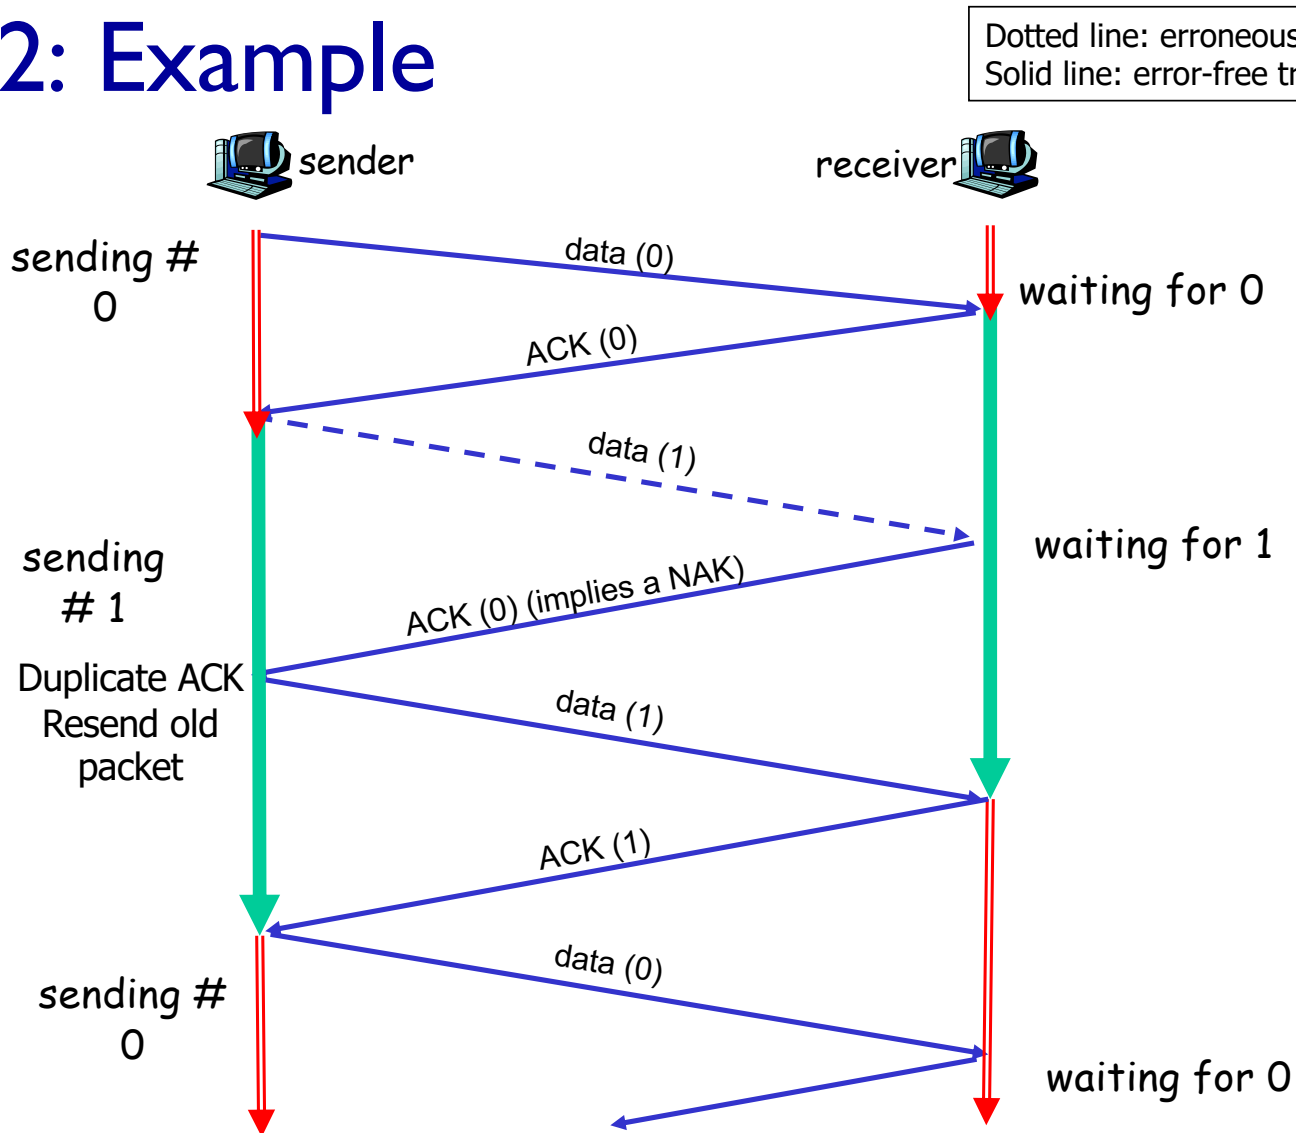 2: Example
Dotted line: erroneous
Solid line: error-free
sender
receiver
sending #
0
data (0)
waiting for 0
ACK (0)
data (1)
sending
# 1
waiting for 1
ACK (0) (implies a NAK)
Duplicate ACK
Resend old
packet
data (1)
ACK (1)
data (0)
sending #
0
waiting for 0